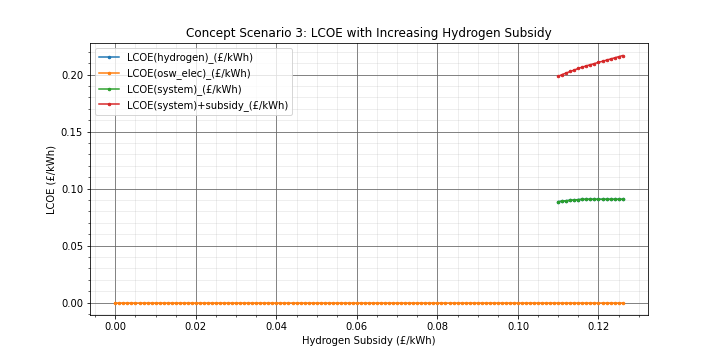 Concept Scenario 3: LCOE with Increasing Hydrogen Subsidy
LCOE(hydrogen)_(£/kWh)
LCOE(osw_elec)_(£/kWh)
LCOE(system)_(£/kWh)
LCOE(system)+subsidy_(£/kWh)
LCOE (£/kWh)
0.20
0.15
0.10
0.05
0.00
0.00 0.02 0.04 0.06 0.08 0.10 0.12
Hydrogen Subsidy (£/kWh)